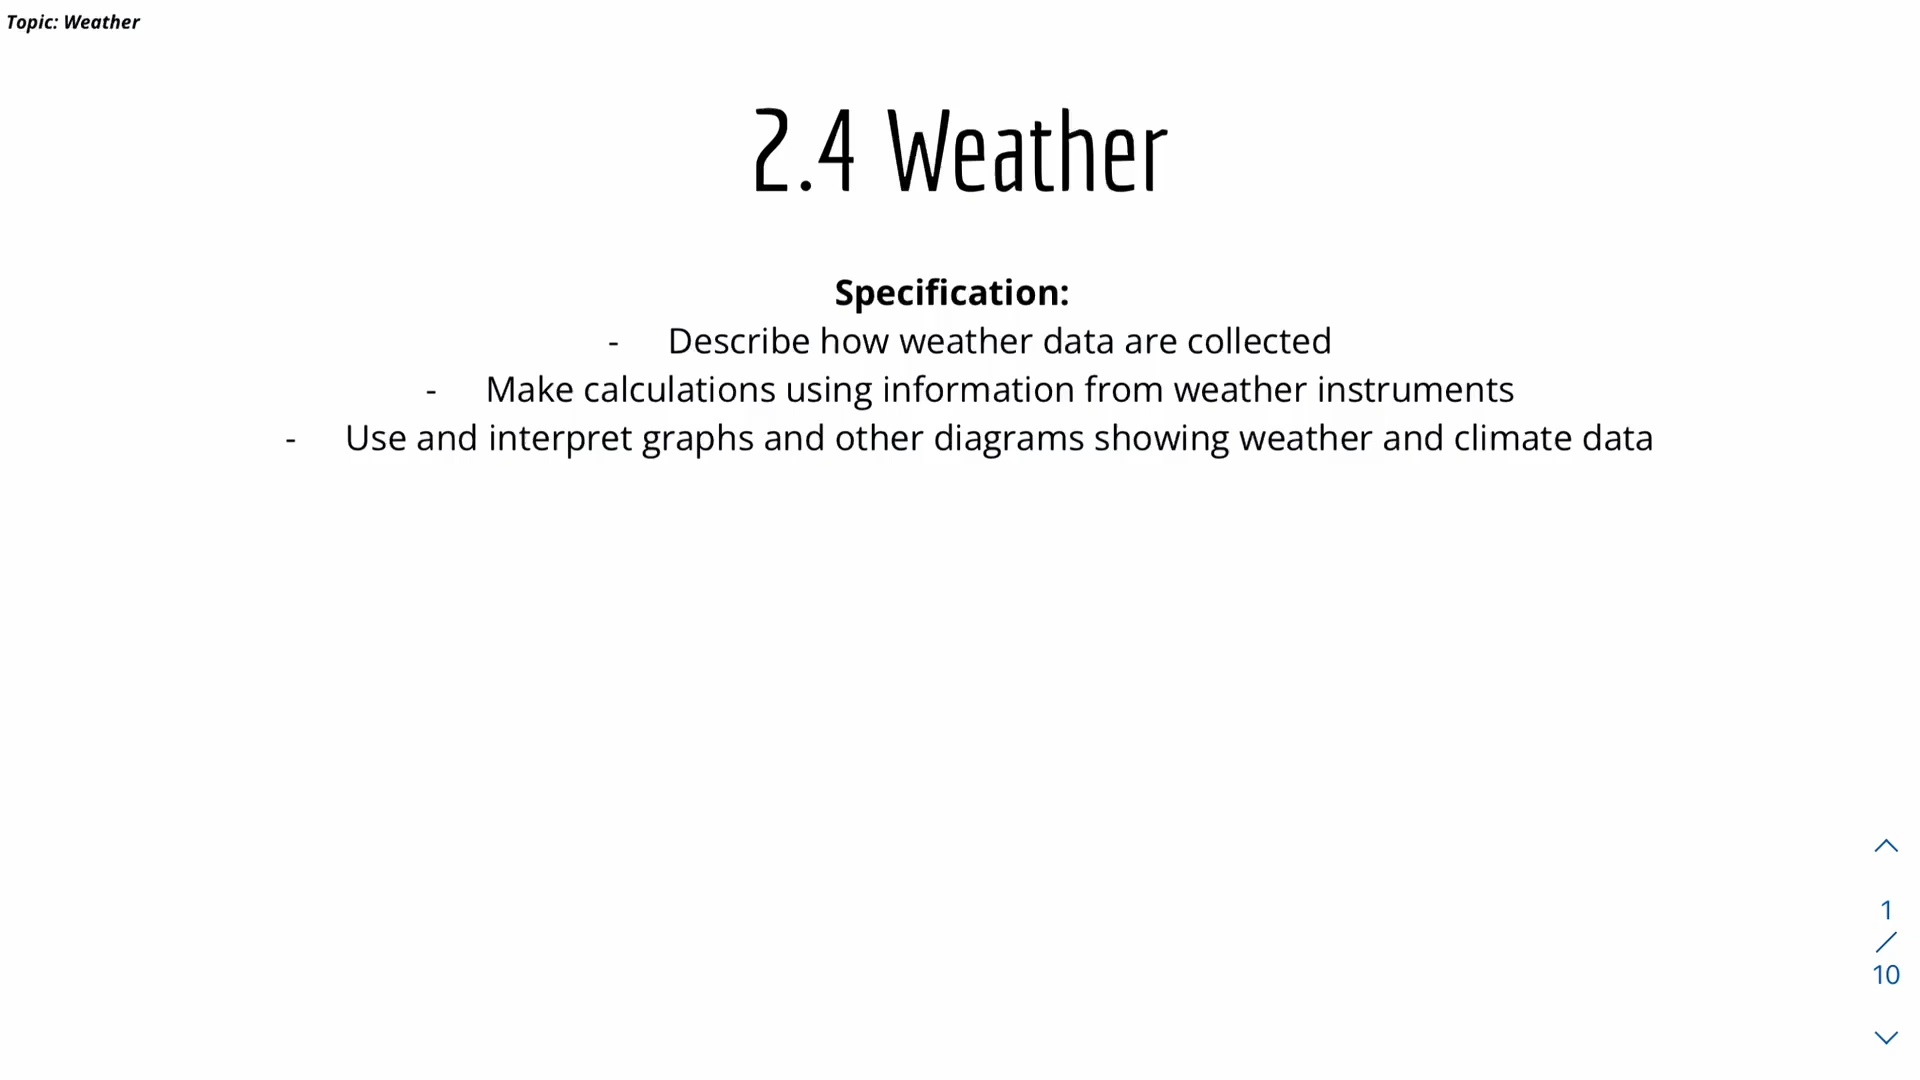 Topic: Weather
2.4 Weather
Specification:
- Describe how weather data are collected
- Make calculations using information from weather instruments
- Use and interpret graphs and other diagrams showing weather and climate data
1
/
10